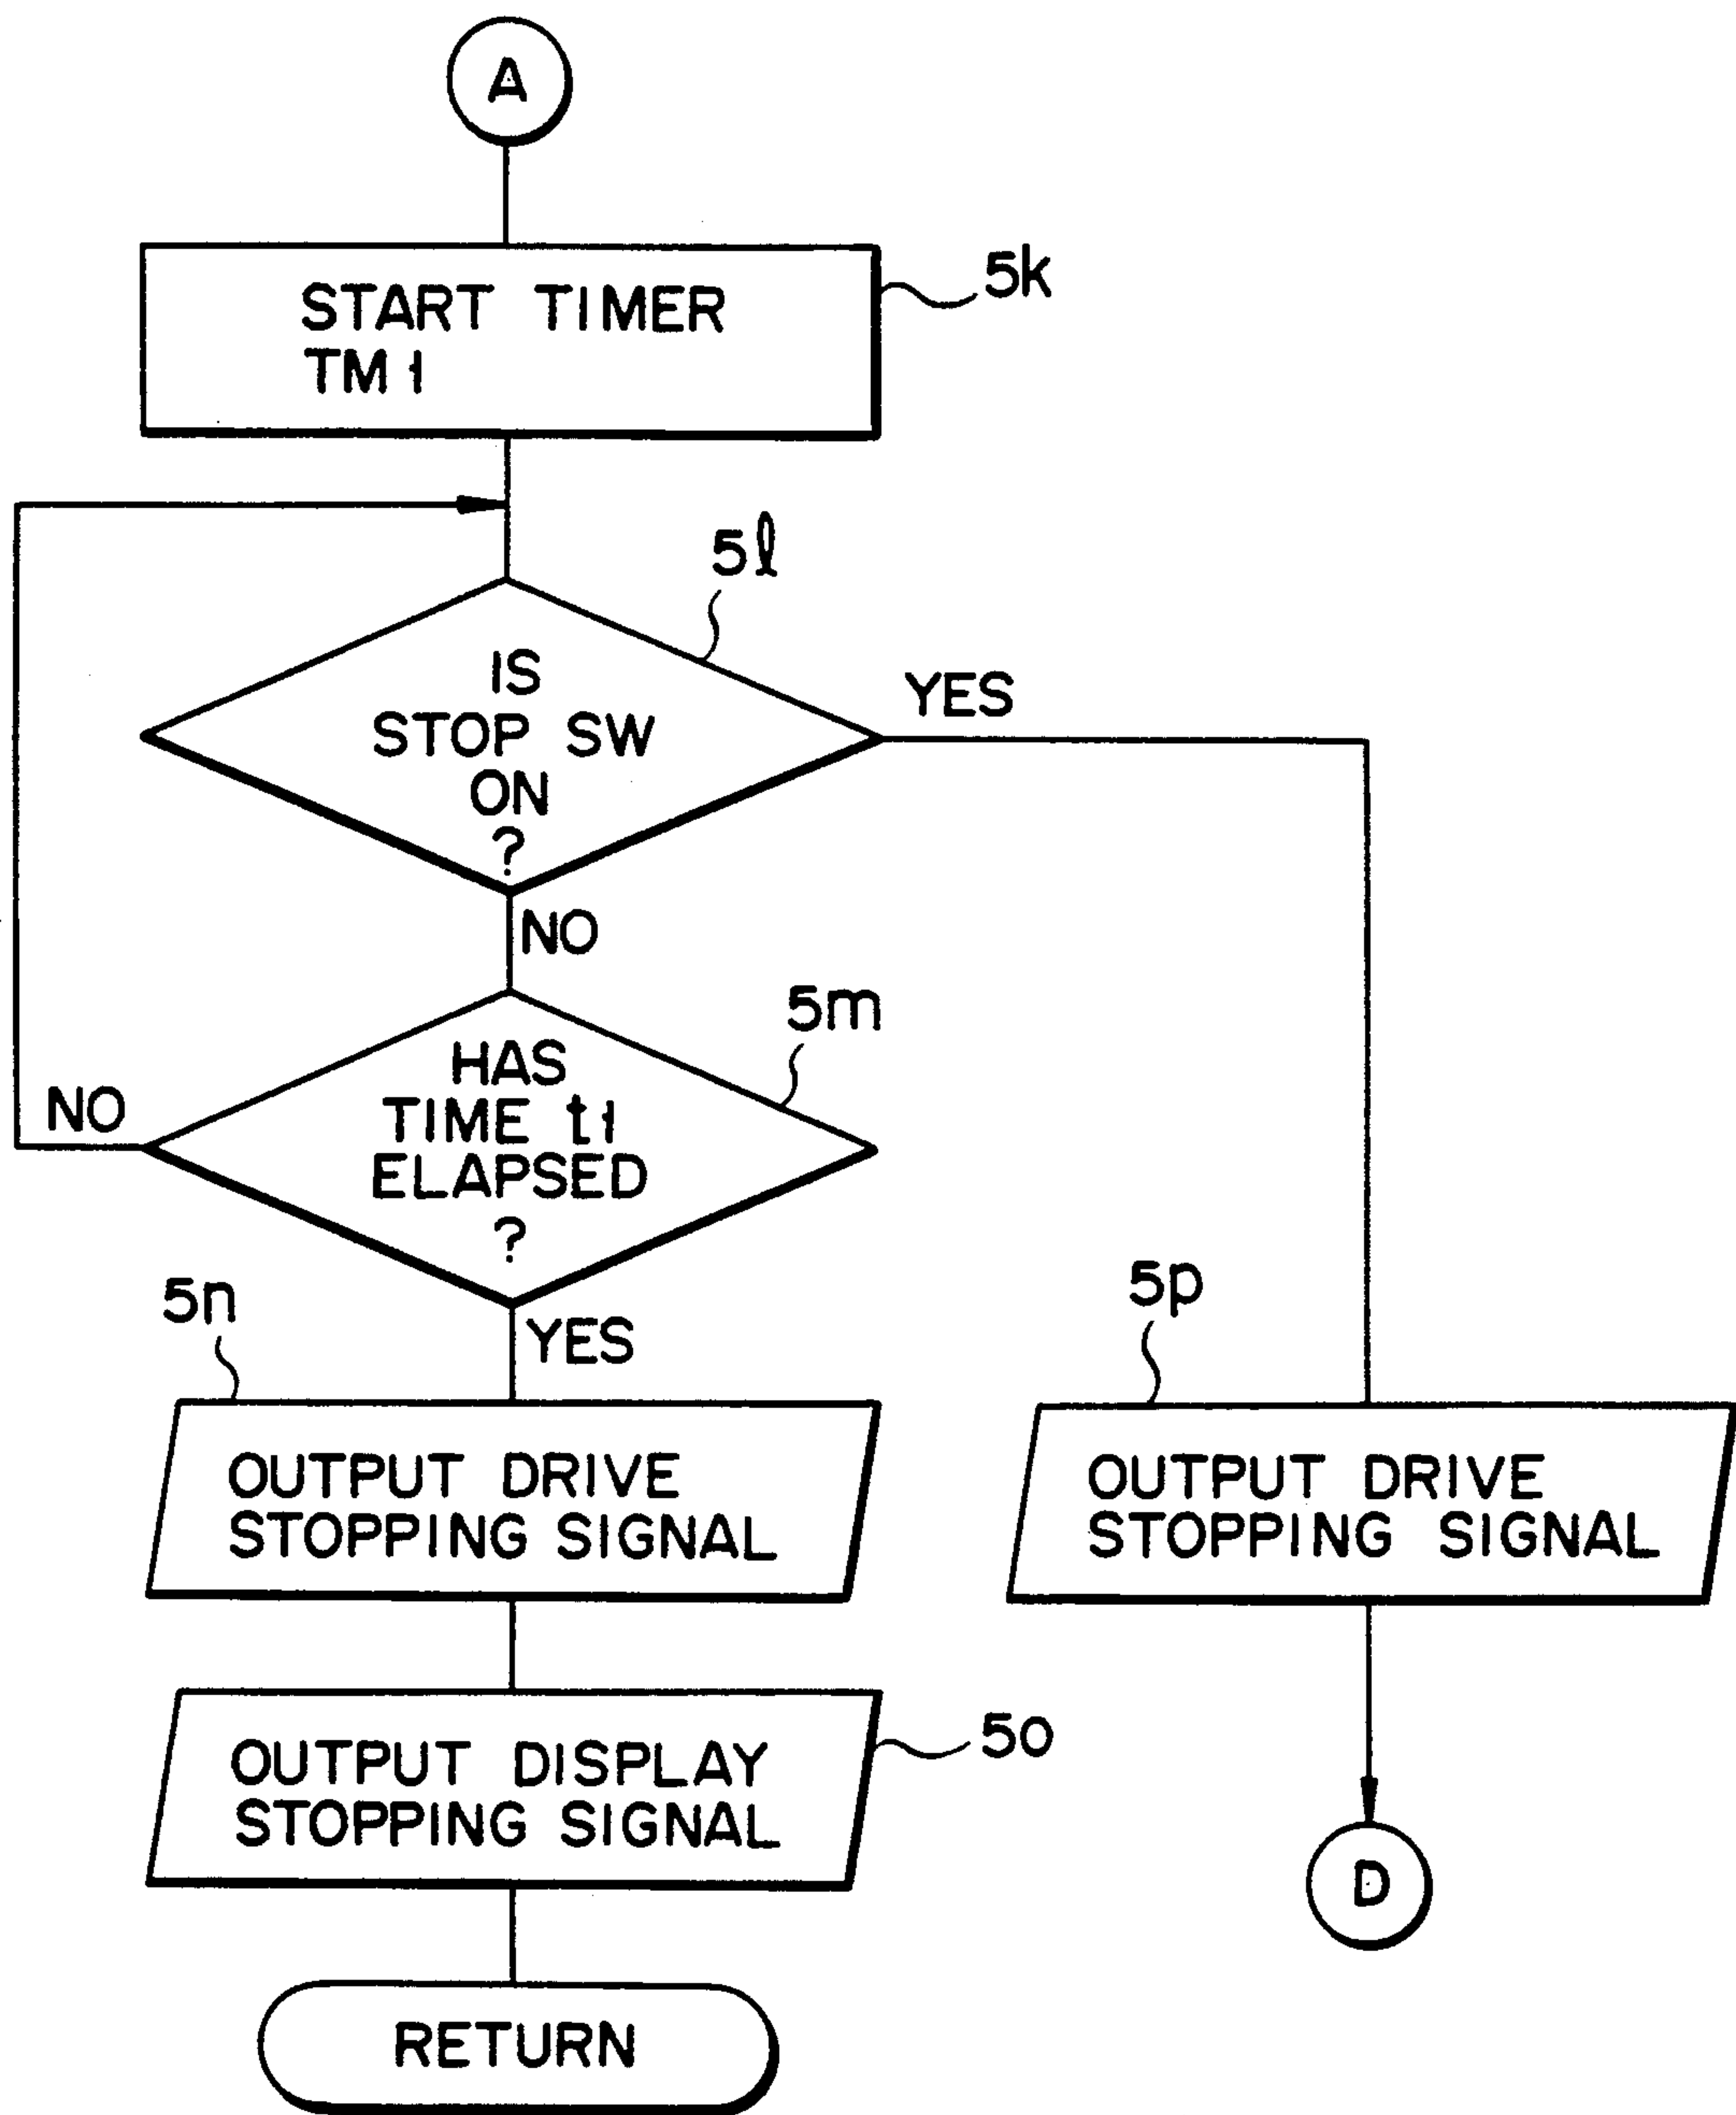 A
START TIMER
TM1
5k
5l
IS
STOP SW
ON
?
YES
NO
5m
HAS
TIME t1
ELAPSED
?
NO
YES
5n
OUTPUT DRIVE
STOPPING SIGNAL
5p
OUTPUT DRIVE
STOPPING SIGNAL
OUTPUT DISPLAY
STOPPING SIGNAL
5o
D
RETURN